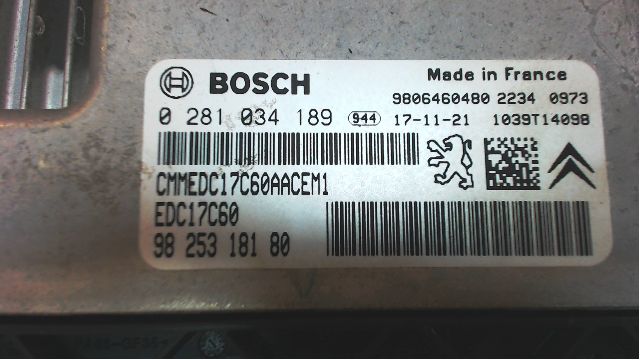 BOSCH
Made in France
9806460480 2234 0973
0 281 034 189 944 17-11-21 1039T14098
CMMEDC17C60AACEM1
EDC17C60
98 253 181 80